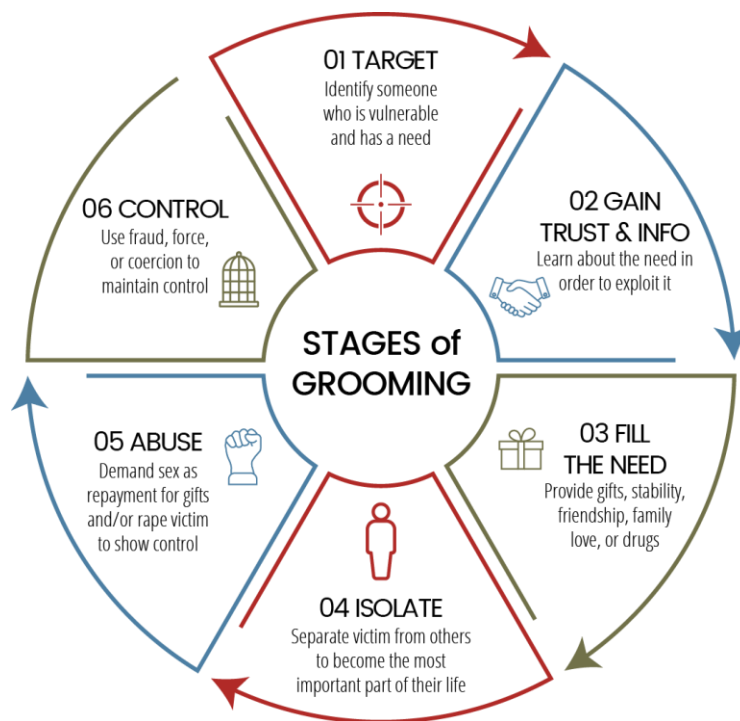 01 TARGET
Identify someone
who is vulnerable
and has a need
02 GAIN
TRUST & INFO
Learn about the need in
order to exploit it
03 FILL
THE NEED
Provide gifts, stability,
friendship, family
love, or drugs
04 ISOLATE
Separate victim from others
to become the most
important part of their life
05 ABUSE
Demand sex as
repayment for gifts
and/or rape victim
to show control
06 CONTROL
Use fraud, force,
or coercion to
maintain control
STAGES of
GROOMING